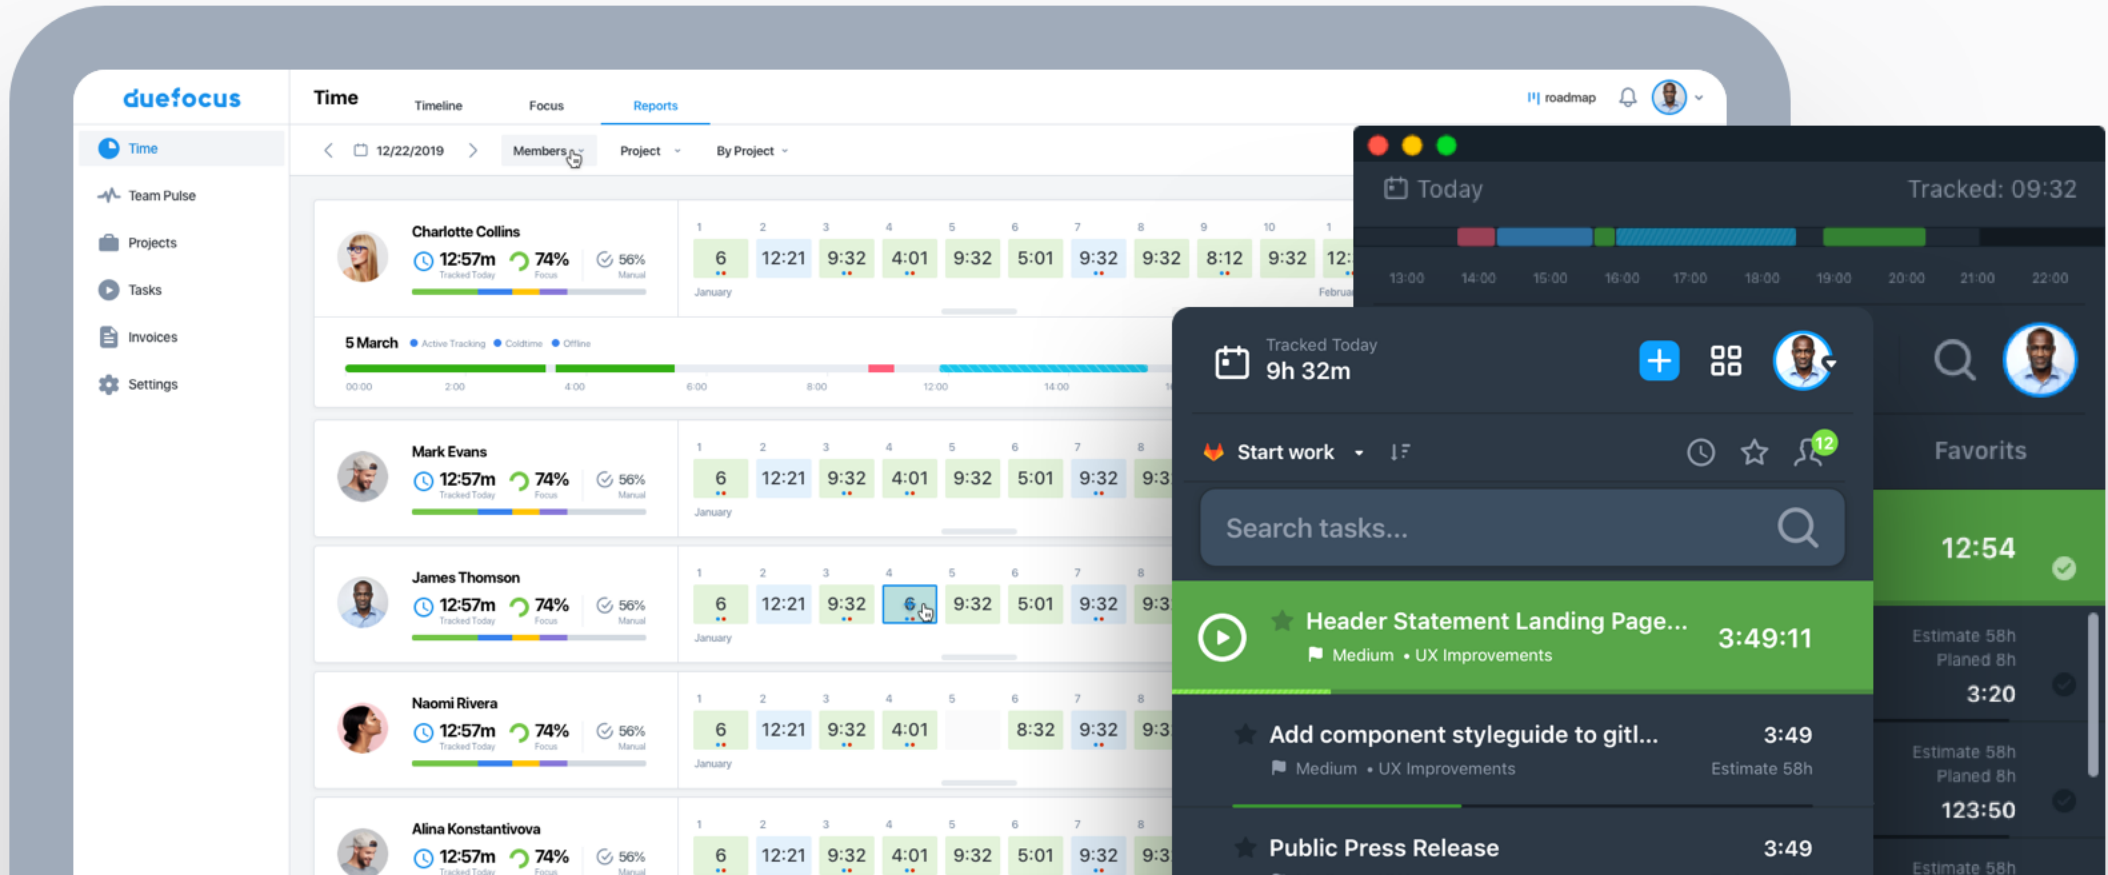 duefocus
Time
Team Pulse
Projects
Tasks
Invoices
Settings
Time
Timeline
Focus
Reports
roadmap
12/22/2019
Members
Project
By Project
Charlotte Collins
12:57m
Tracked Today
74%
Focus
56%
Manual
1 2 3 4 5 6 7 8 9 10 1
6 12:21 9:32 4:01 9:32 5:01 9:32 9:32 8:12 9:32 12:
January
Februar
5 March
Active Tracking
Coldtime
Offline
00:00 2:00 4:00 6:00 8:00 12:00 14:00
Mark Evans
12:57m
Tracked Today
74%
Focus
56%
Manual
1 2 3 4 5 6 7 8
6 12:21 9:32 4:01 9:32 5:01 9:32 9:3
January
James Thomson
12:57m
Tracked Today
74%
Focus
56%
Manual
1 2 3 4 5 6 7 8
6 12:21 9:32 6 9:32 5:01 9:32 9:3
January
Naomi Rivera
12:57m
Tracked Today
74%
Focus
56%
Manual
1 2 3 4 5 6 7 8
6 12:21 9:32 4:01 8:32 9:32 9:3
January
Alina Konstantivova
12:57m
Tracked Today
74%
Focus
56%
Manual
1 2 3 4 5 6 7 8
6 12:21 9:32 4:01 9:32 5:01 9:32 9:3
Today
Tracked: 09:32
13:00 14:00 15:00 16:00 17:00 18:00 19:00 20:00 21:00 22:00
Favorits
12:54
Estimate 58h
Planed 8h
3:20
Estimate 58h
Planed 8h
123:50
Estimate 58h
Tracked Today
9h 32m
Start work
12
Search tasks...
Header Statement Landing Page...
3:49:11
Medium • UX Improvements
Add component styleguide to gitl...
3:49
Medium • UX Improvements
Estimate 58h
Public Press Release
3:49